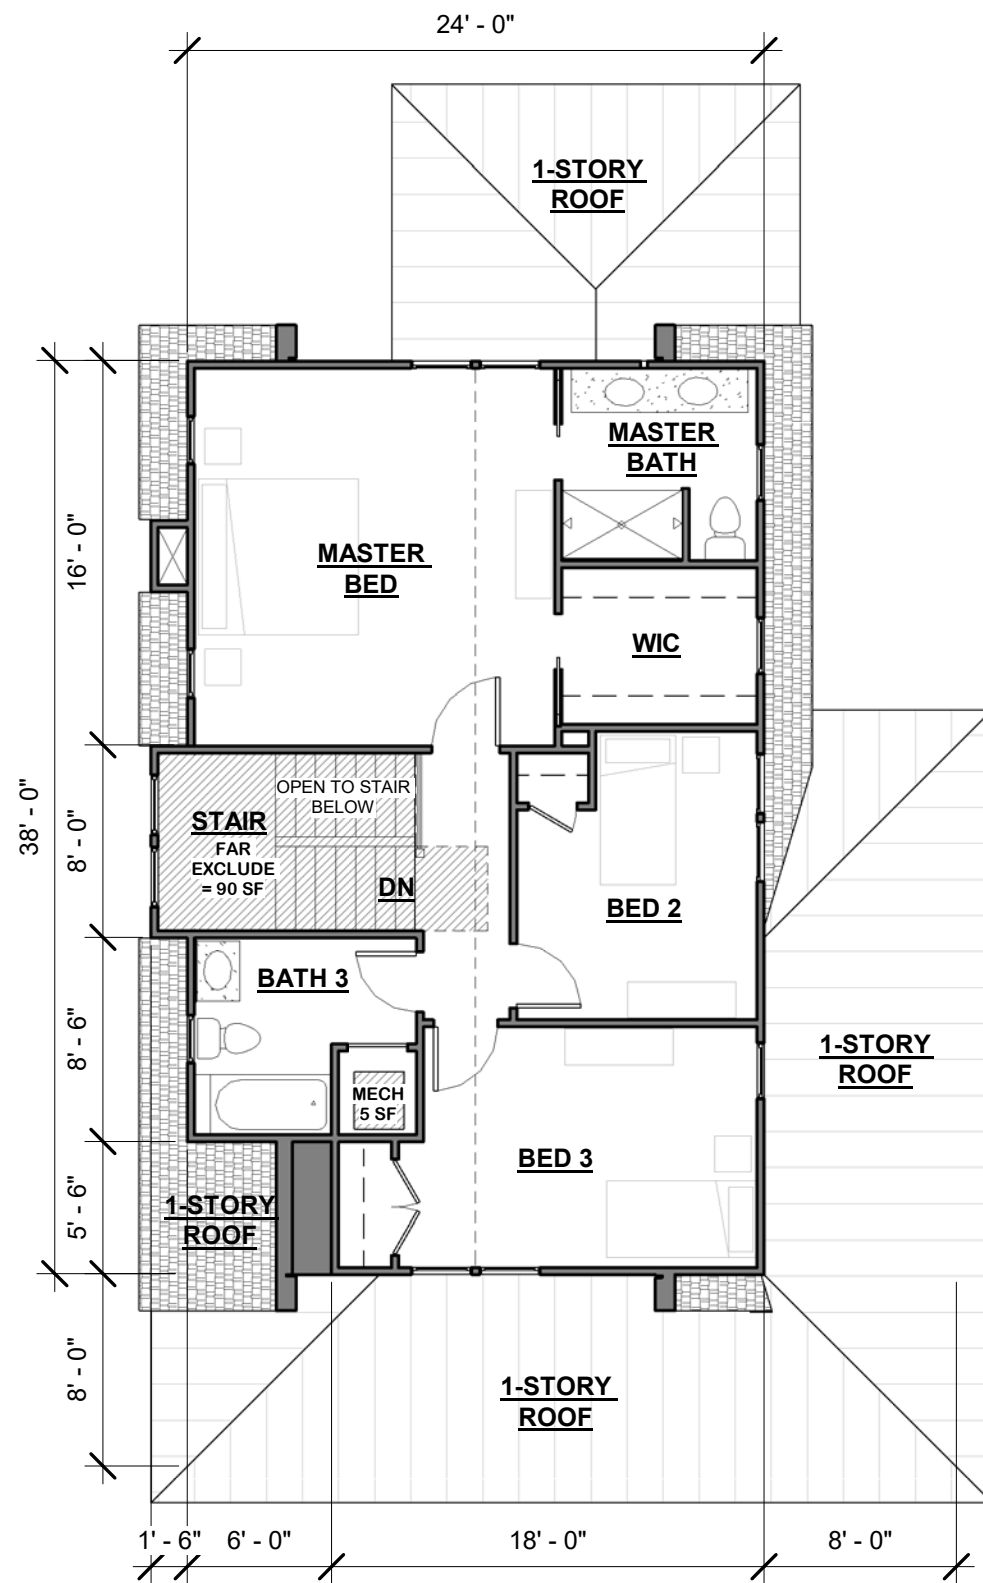 24' - 0"
1-STORY
ROOF
MASTER
BATH
16' - 0"
MASTER
BED
WIC
38' - 0"
8' - 0"
OPEN TO STAIR
BELOW
STAIR
FAR
EXCLUDE
= 90 SF
DN
BED 2
BATH 3
8' - 6"
1-STORY
ROOF
MECH
5 SF
BED 3
5' - 6"
1-STORY
ROOF
8' - 0"
1-STORY
ROOF
1' - 6"
6' - 0"
18' - 0"
8' - 0"